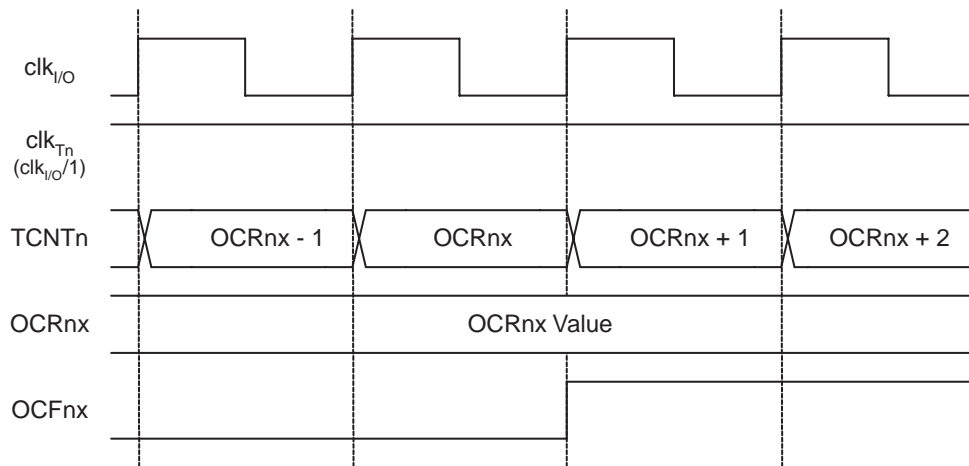 clkI/O
clkTn
(clkI/O/1)
TCNTn OCRnx - 1 OCRnx OCRnx + 1 OCRnx + 2
OCRnx OCRnx Value
OCFnx